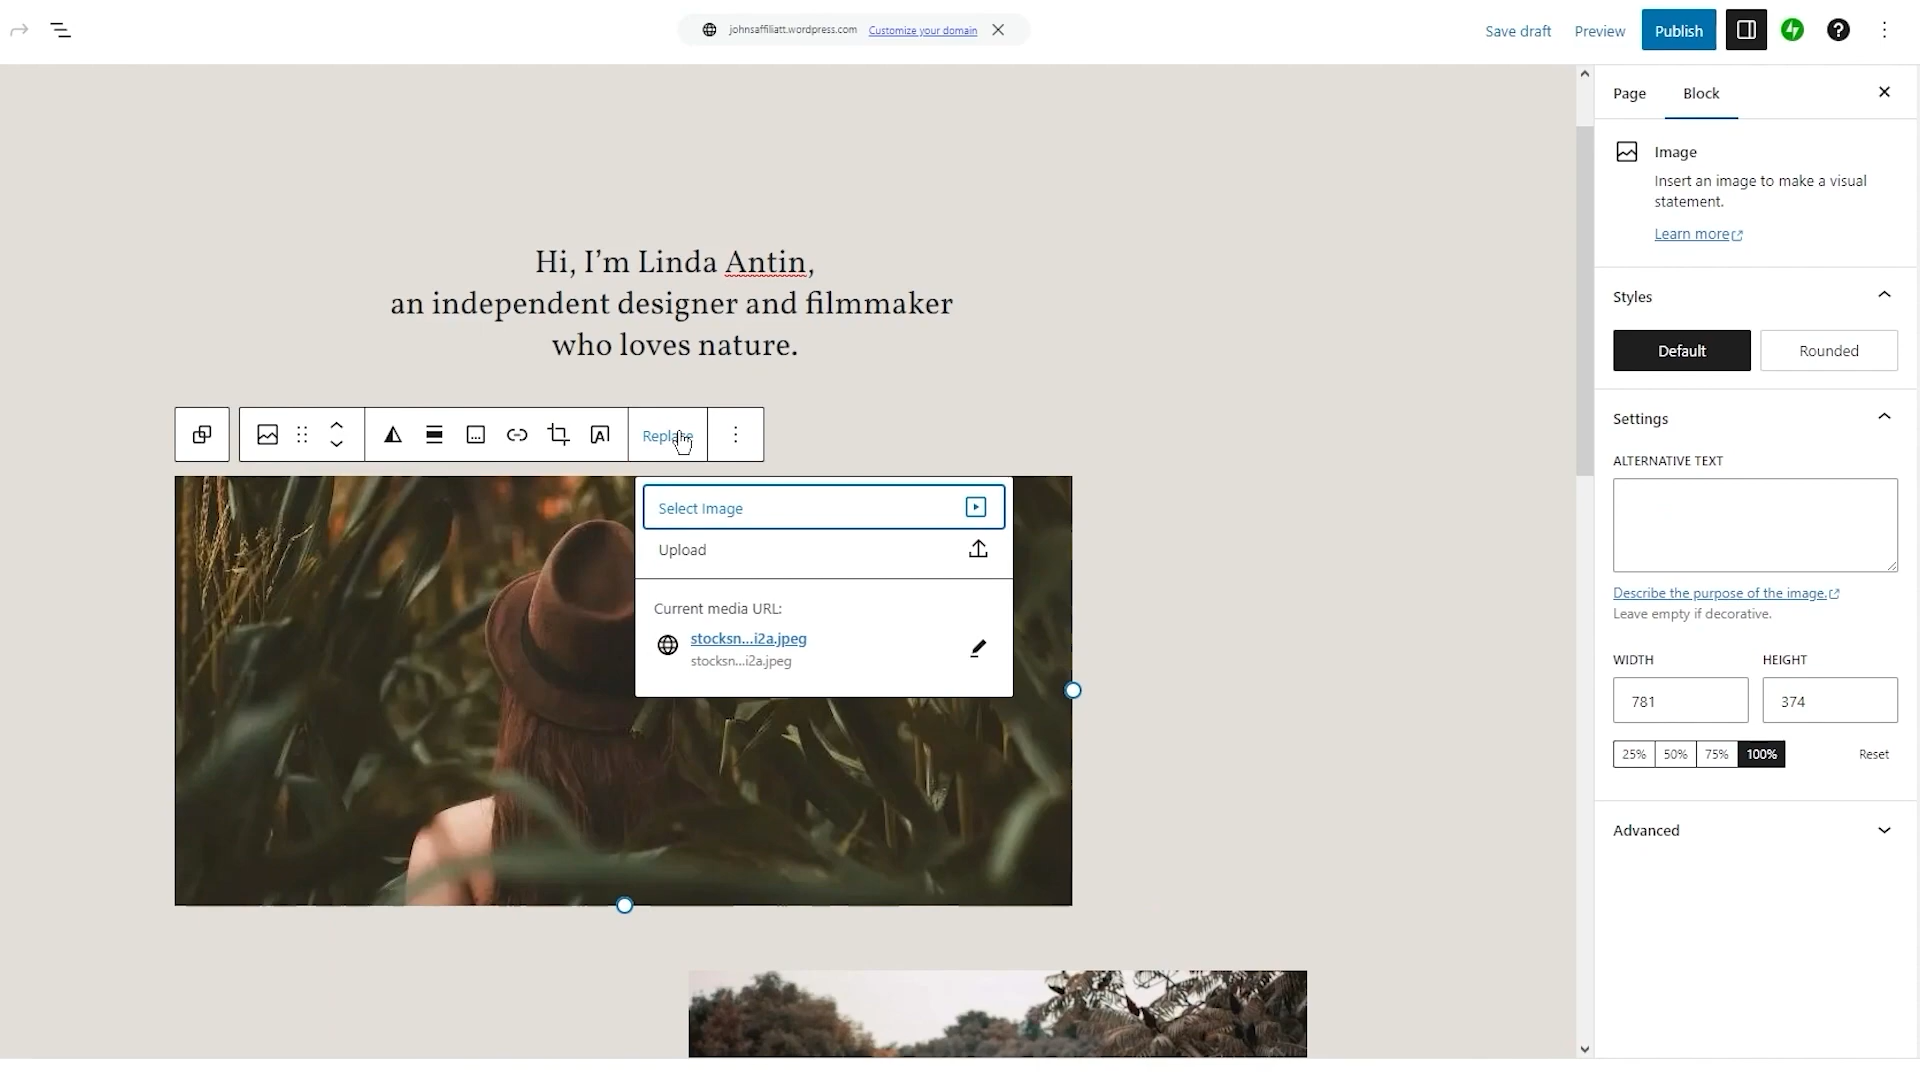 johnsaffiliatt.wordpress.com Customize your domain
Save draft Preview Publish
Page Block
Image
Insert an image to make a visual
statement.
Learn more
Hi, I’m Linda Antin,
an independent designer and filmmaker
who loves nature.
Styles
Default Rounded
Settings
Replace
ALTERNATIVE TEXT
Select Image
Upload
Describe the purpose of the image.
Leave empty if decorative.
Current media URL:
stocksn...i2a.jpeg
stocksn...i2a.jpeg
WIDTH HEIGHT
781 374
25% 50% 75% 100% Reset
Advanced